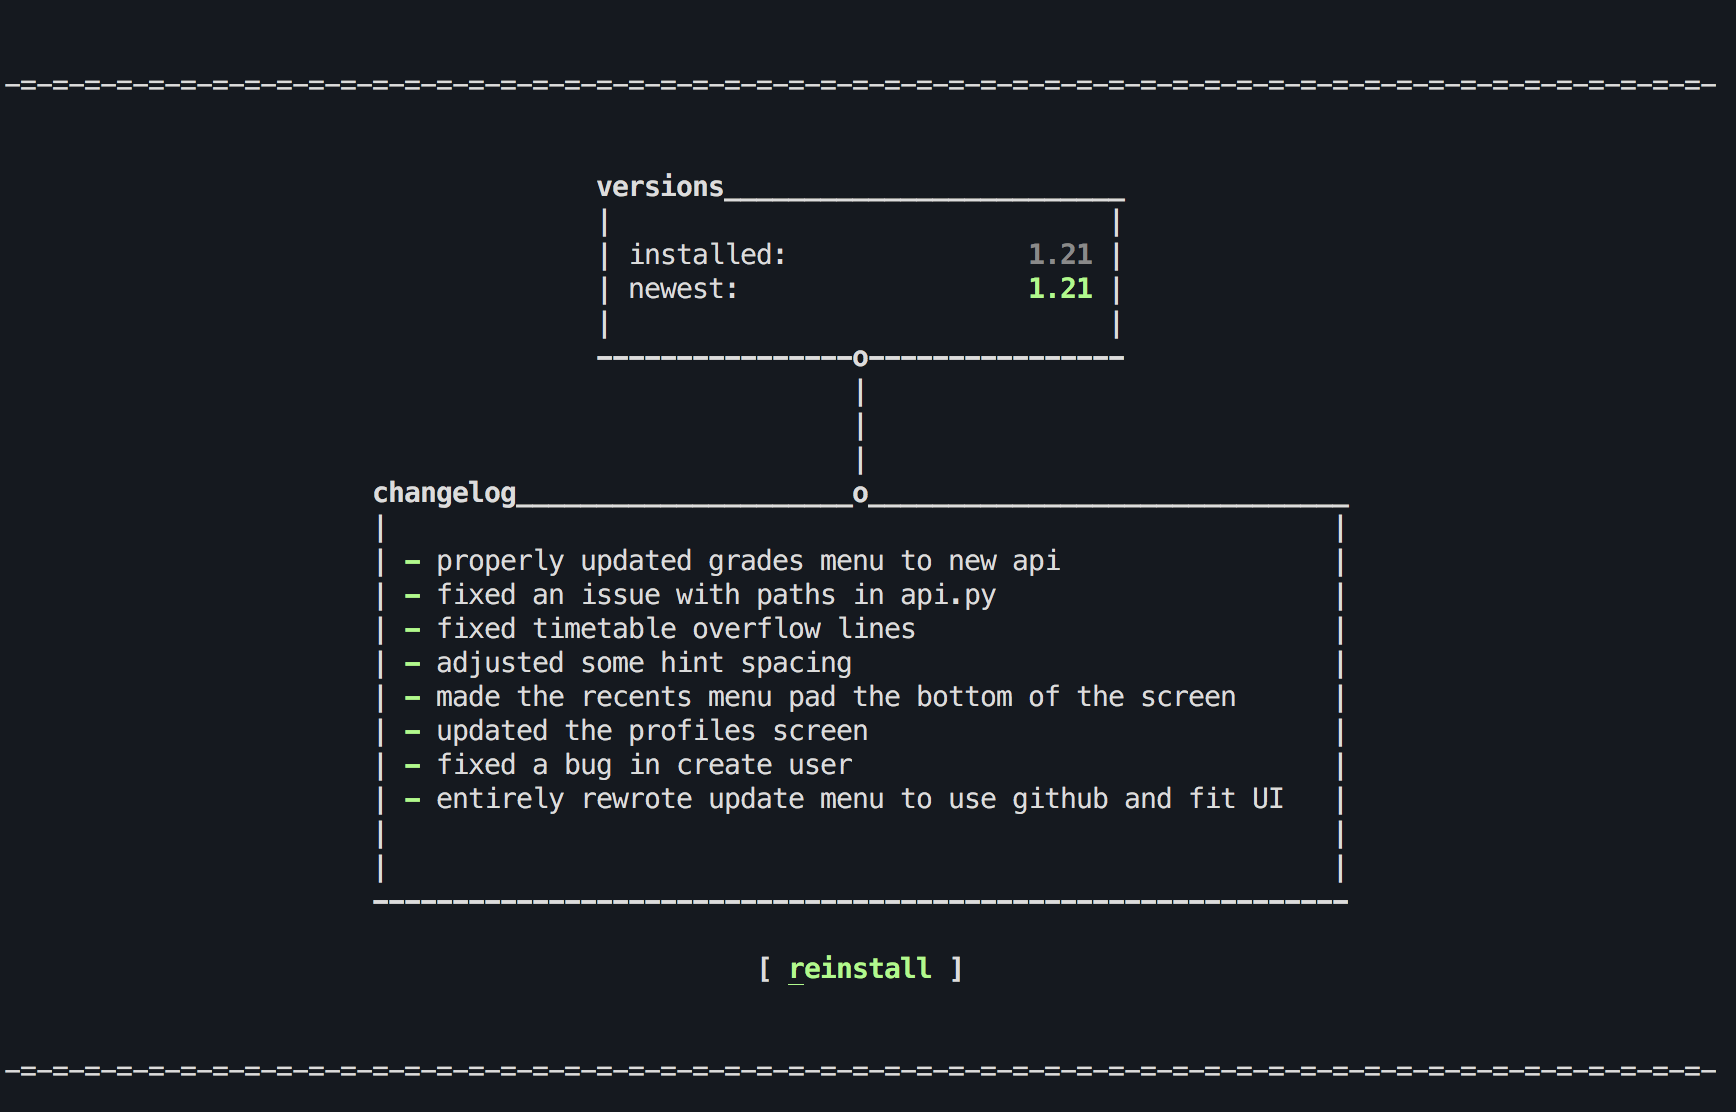 -=-=-=-=-=-=-=-=-=-=-=-=-=-=-=-=-=-=-=-=-=-=-=-=-=-=-=-=-=-=-=-=-=-=-=-=-=-=-=-=-=-=-=-=-=-=-=-=-=-=-=-=-=-
versions_________________________
| |
| installed: 1.21 |
| newest: 1.21 |
| |
----------------o----------------
|
|
|
changelog_____________________o______________________________
| |
| - properly updated grades menu to new api |
| - fixed an issue with paths in api.py |
| - fixed timetable overflow lines |
| - adjusted some hint spacing |
| - made the recents menu pad the bottom of the screen |
| - updated the profiles screen |
| - fixed a bug in create user |
| - entirely rewrote update menu to use github and fit UI |
| |
| |
-------------------------------------------------------------
[ reinstall ]
-=-=-=-=-=-=-=-=-=-=-=-=-=-=-=-=-=-=-=-=-=-=-=-=-=-=-=-=-=-=-=-=-=-=-=-=-=-=-=-=-=-=-=-=-=-=-=-=-=-=-=-=-=-